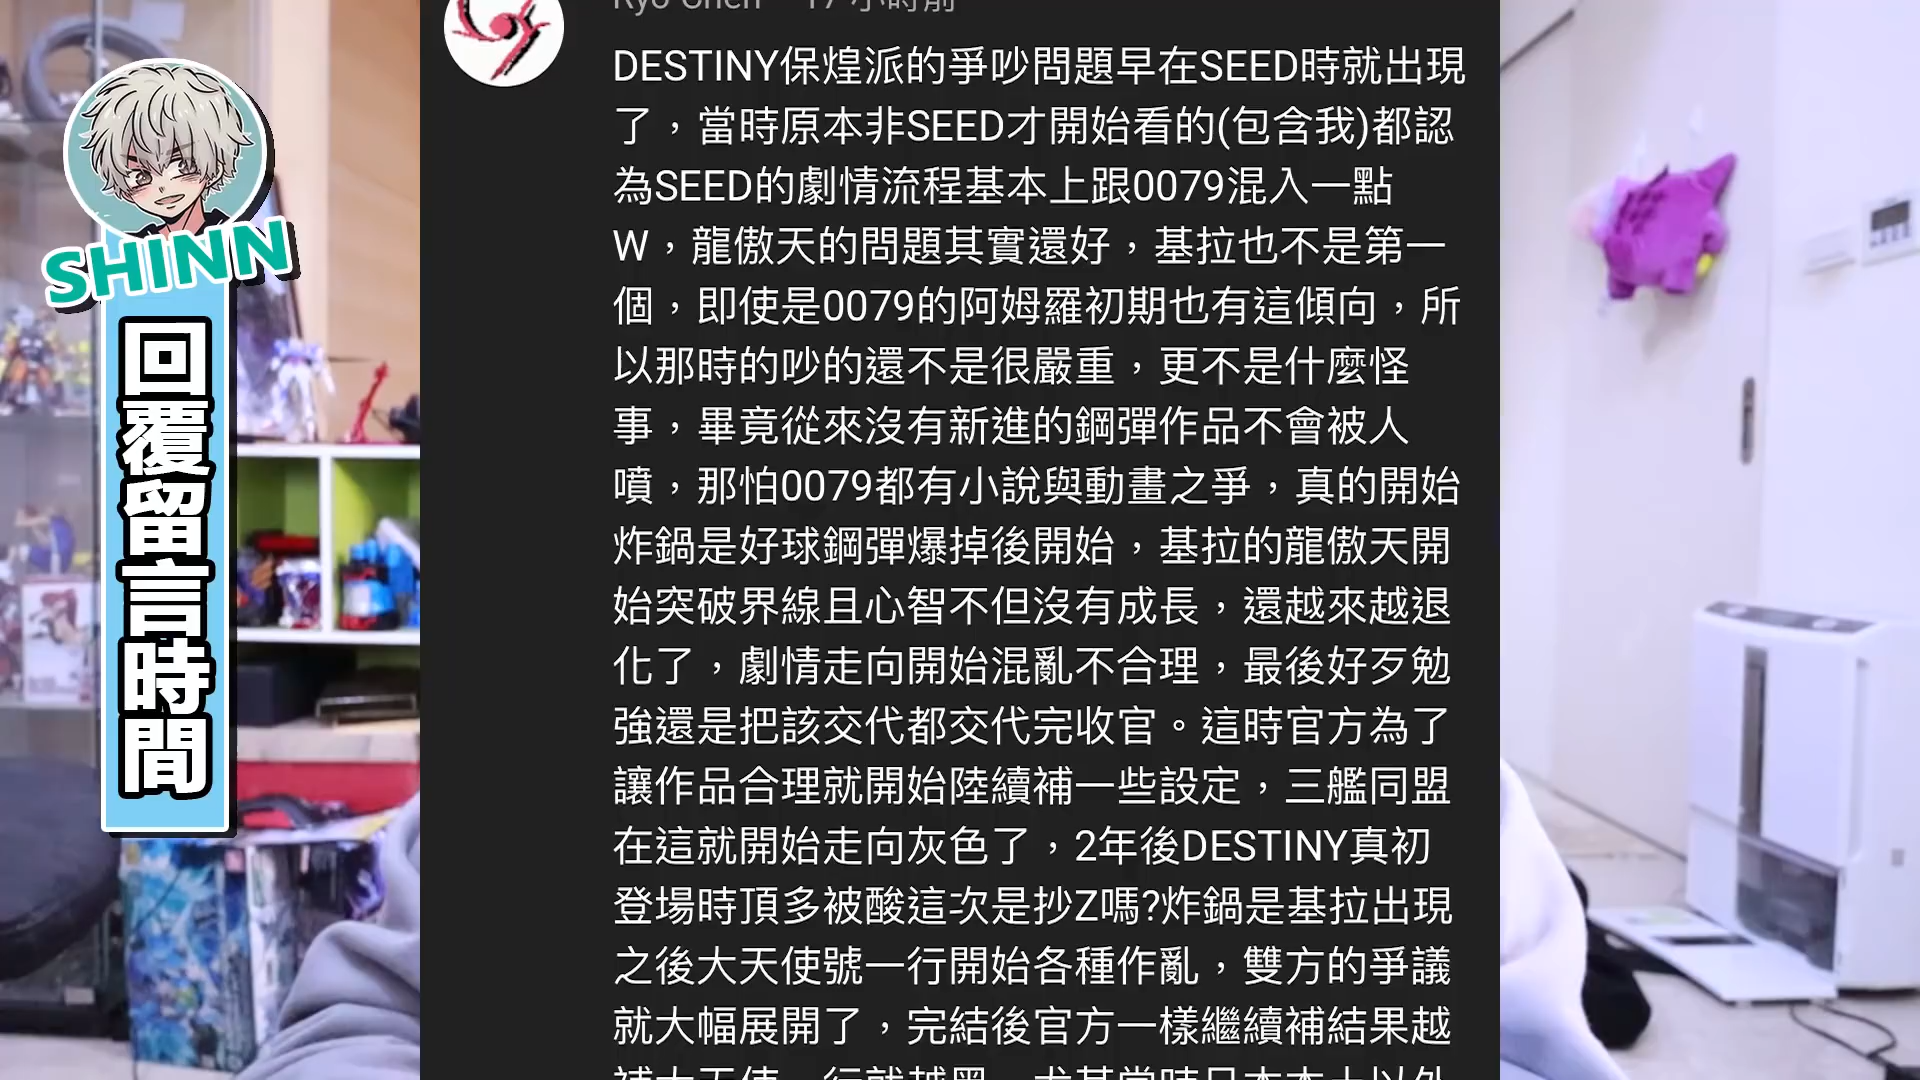 SHINN
回覆留言時間
DESTINY保煌派的爭吵問題早在SEED時就出現
了，當時原本非SEED才開始看的(包含我)都認
為SEED的劇情流程基本上跟0079混入一點
W，龍傲天的問題其實還好，基拉也不是第一
個，即使是0079的阿姆羅初期也有這傾向，所
以那時的吵的還不是很嚴重，更不是什麼怪
事，畢竟從來沒有新進的鋼彈作品不會被人
噴，那怕0079都有小說與動畫之爭，真的開始
炸鍋是好球鋼彈爆掉後開始，基拉的龍傲天開
始突破界線且心智不但沒有成長，還越來越退
化了，劇情走向開始混亂不合理，最後好歹勉
強還是把該交代都交代完收官。這時官方為了
讓作品合理就開始陸續補一些設定，三艦同盟
在這就開始走向灰色了，2年後DESTINY真初
登場時頂多被酸這次是抄Z嗎?炸鍋是基拉出現
之後大天使號一行開始各種作亂，雙方的爭議
就大幅展開了，完結後官方一樣繼續補結果越